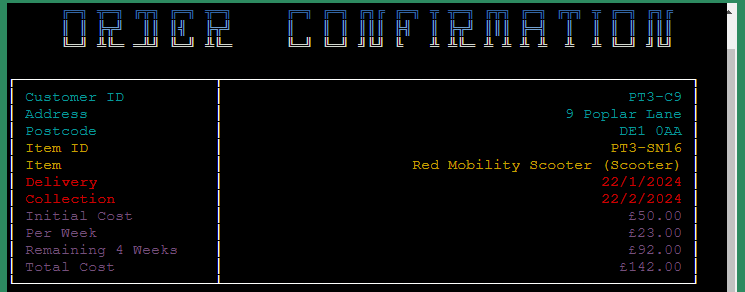 ORDER CONFIRMATION
Customer ID PT3-C9
Address 9 Poplar Lane
Postcode DE1 0AA
Item ID PT3-SN16
Item Red Mobility Scooter (Scooter)
Delivery 22/1/2024
Collection 22/2/2024
Initial Cost £50.00
Per Week £23.00
Remaining 4 Weeks £92.00
Total Cost £142.00